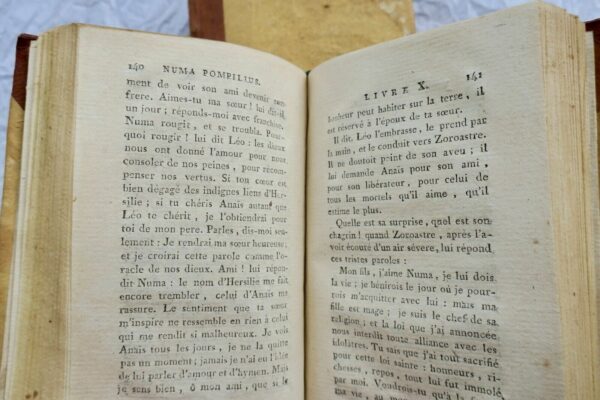 140 NUMA POMPILIUS.
ment de voir son ami devenir son
frere. Aimes-tu ma sœur! lui dit-il
un jour; réponds-moi avec franchise.
Numa rougit, et se troubla. Pour-
quoi rougir! lui dit Léo: les dieux
nous ont donné l'amour pour nous
consoler de nos peines, pour récom-
penser nos vertus. Si ton cœur est
bien dégagé des indignes liens d'Her-
silie; si tu chéris Anaïs autant que
Léo te chérit, je l'obtiendrai pour
toi de mon pere. Parles, dis-moi seu-
lement: Je rendrai ma sœur heureuse;
et je croirai cette parole comme l'o-
racle de nos dieux. Ami! lui répon-
dit Numa: le nom d'Hersilie me fait
encore trembler, celui d'Anaïs ma
rassure. Le sentiment que ta sœur
m'inspire ne ressemble en rien à celui
qui me rendit si malheureux. Je vois
Anaïs tous les jours, je ne la quitte
pas un moment; jamais je n'ai eu l'idée
de lui parler d'amour et d'hymen. Mais
je sens bien, ô mon ami, que si le
LIVRE X. 141
bonheur peut habiter sur la terse, il
est réservé à l'époux de ta sœur.
Il dit. Léo l'embrasse, le prend par
la main, et le conduit vers Zoroastre.
Il ne doutoit point de son aveu; il
lui demande Anaïs pour son ami,
pour son libérateur, pour celui de
tous les mortels qu'il aime, qu'il
estime le plus.
Quelle est sa surprise, quel est son
chagrin! quand Zoroastre, après l'a-
voir écouté d'un air sévere, lui répond
ces tristes paroles:
Mon fils, j'aime Numa, je lui dois
la vie: je bénirois le jour où je pour-
rois m'acquitter avec lui: mais ma
fille est mage; je suis le chef de sa
religion; et la loi que j'ai annoncée
nous interdit toute alliance avec les
idolâtres. Tu sais que j'ai tout sacrifié
pour cette loi sainte: honneurs, ri-
chesses, repos, tout lui fut immolé
par moi. Voudrois-tu qu'à la fin de
ma vie, au mo